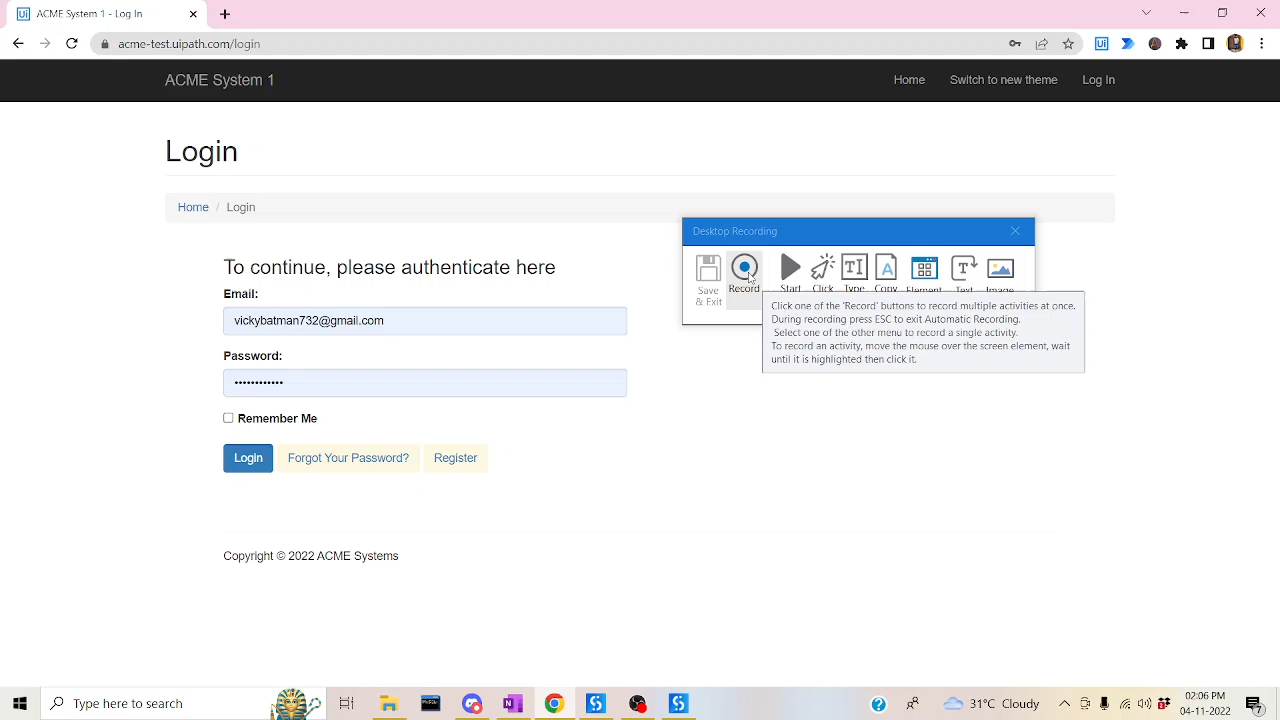 ACME System 1 - Log In
acme-test.uipath.com/login
ACME System 1
Home
Switch to new theme
Log In
Login
Home / Login
Desktop Recording
To continue, please authenticate here
Save
& Exit
Record
Start
Click
Type
Copy
Element
Text
Image
Click one of the 'Record' buttons to record multiple activities at once.
During recording press ESC to exit Automatic Recording.
Select one of the other menu to record a single activity.
To record an activity, move the mouse over the screen element, wait
until it is highlighted then click it.
Email:
vickybatman732@gmail.com
Password:
••••••••••••
Remember Me
Login
Forgot Your Password?
Register
Copyright © 2022 ACME Systems
Type here to search
31°C Cloudy
02:06 PM
04-11-2022